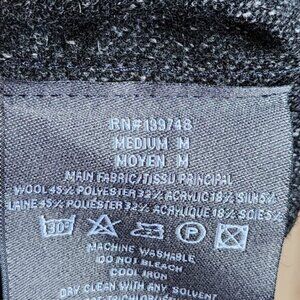 RN#139748
MEDIUM M
MOYEN M
MAIN FABRIC/TISSU PRINCIPAL
WOOL 45% POLYESTER 32% ACRYLIC 18% SILK 5%
LAINE 45% POLYESTER 32% ACRYLIQUE 18% SOIE 5%
30°
MACHINE WASHABLE
DO NOT BLEACH
COOL IRON
DRY CLEAN WITH ANY SOLVENT